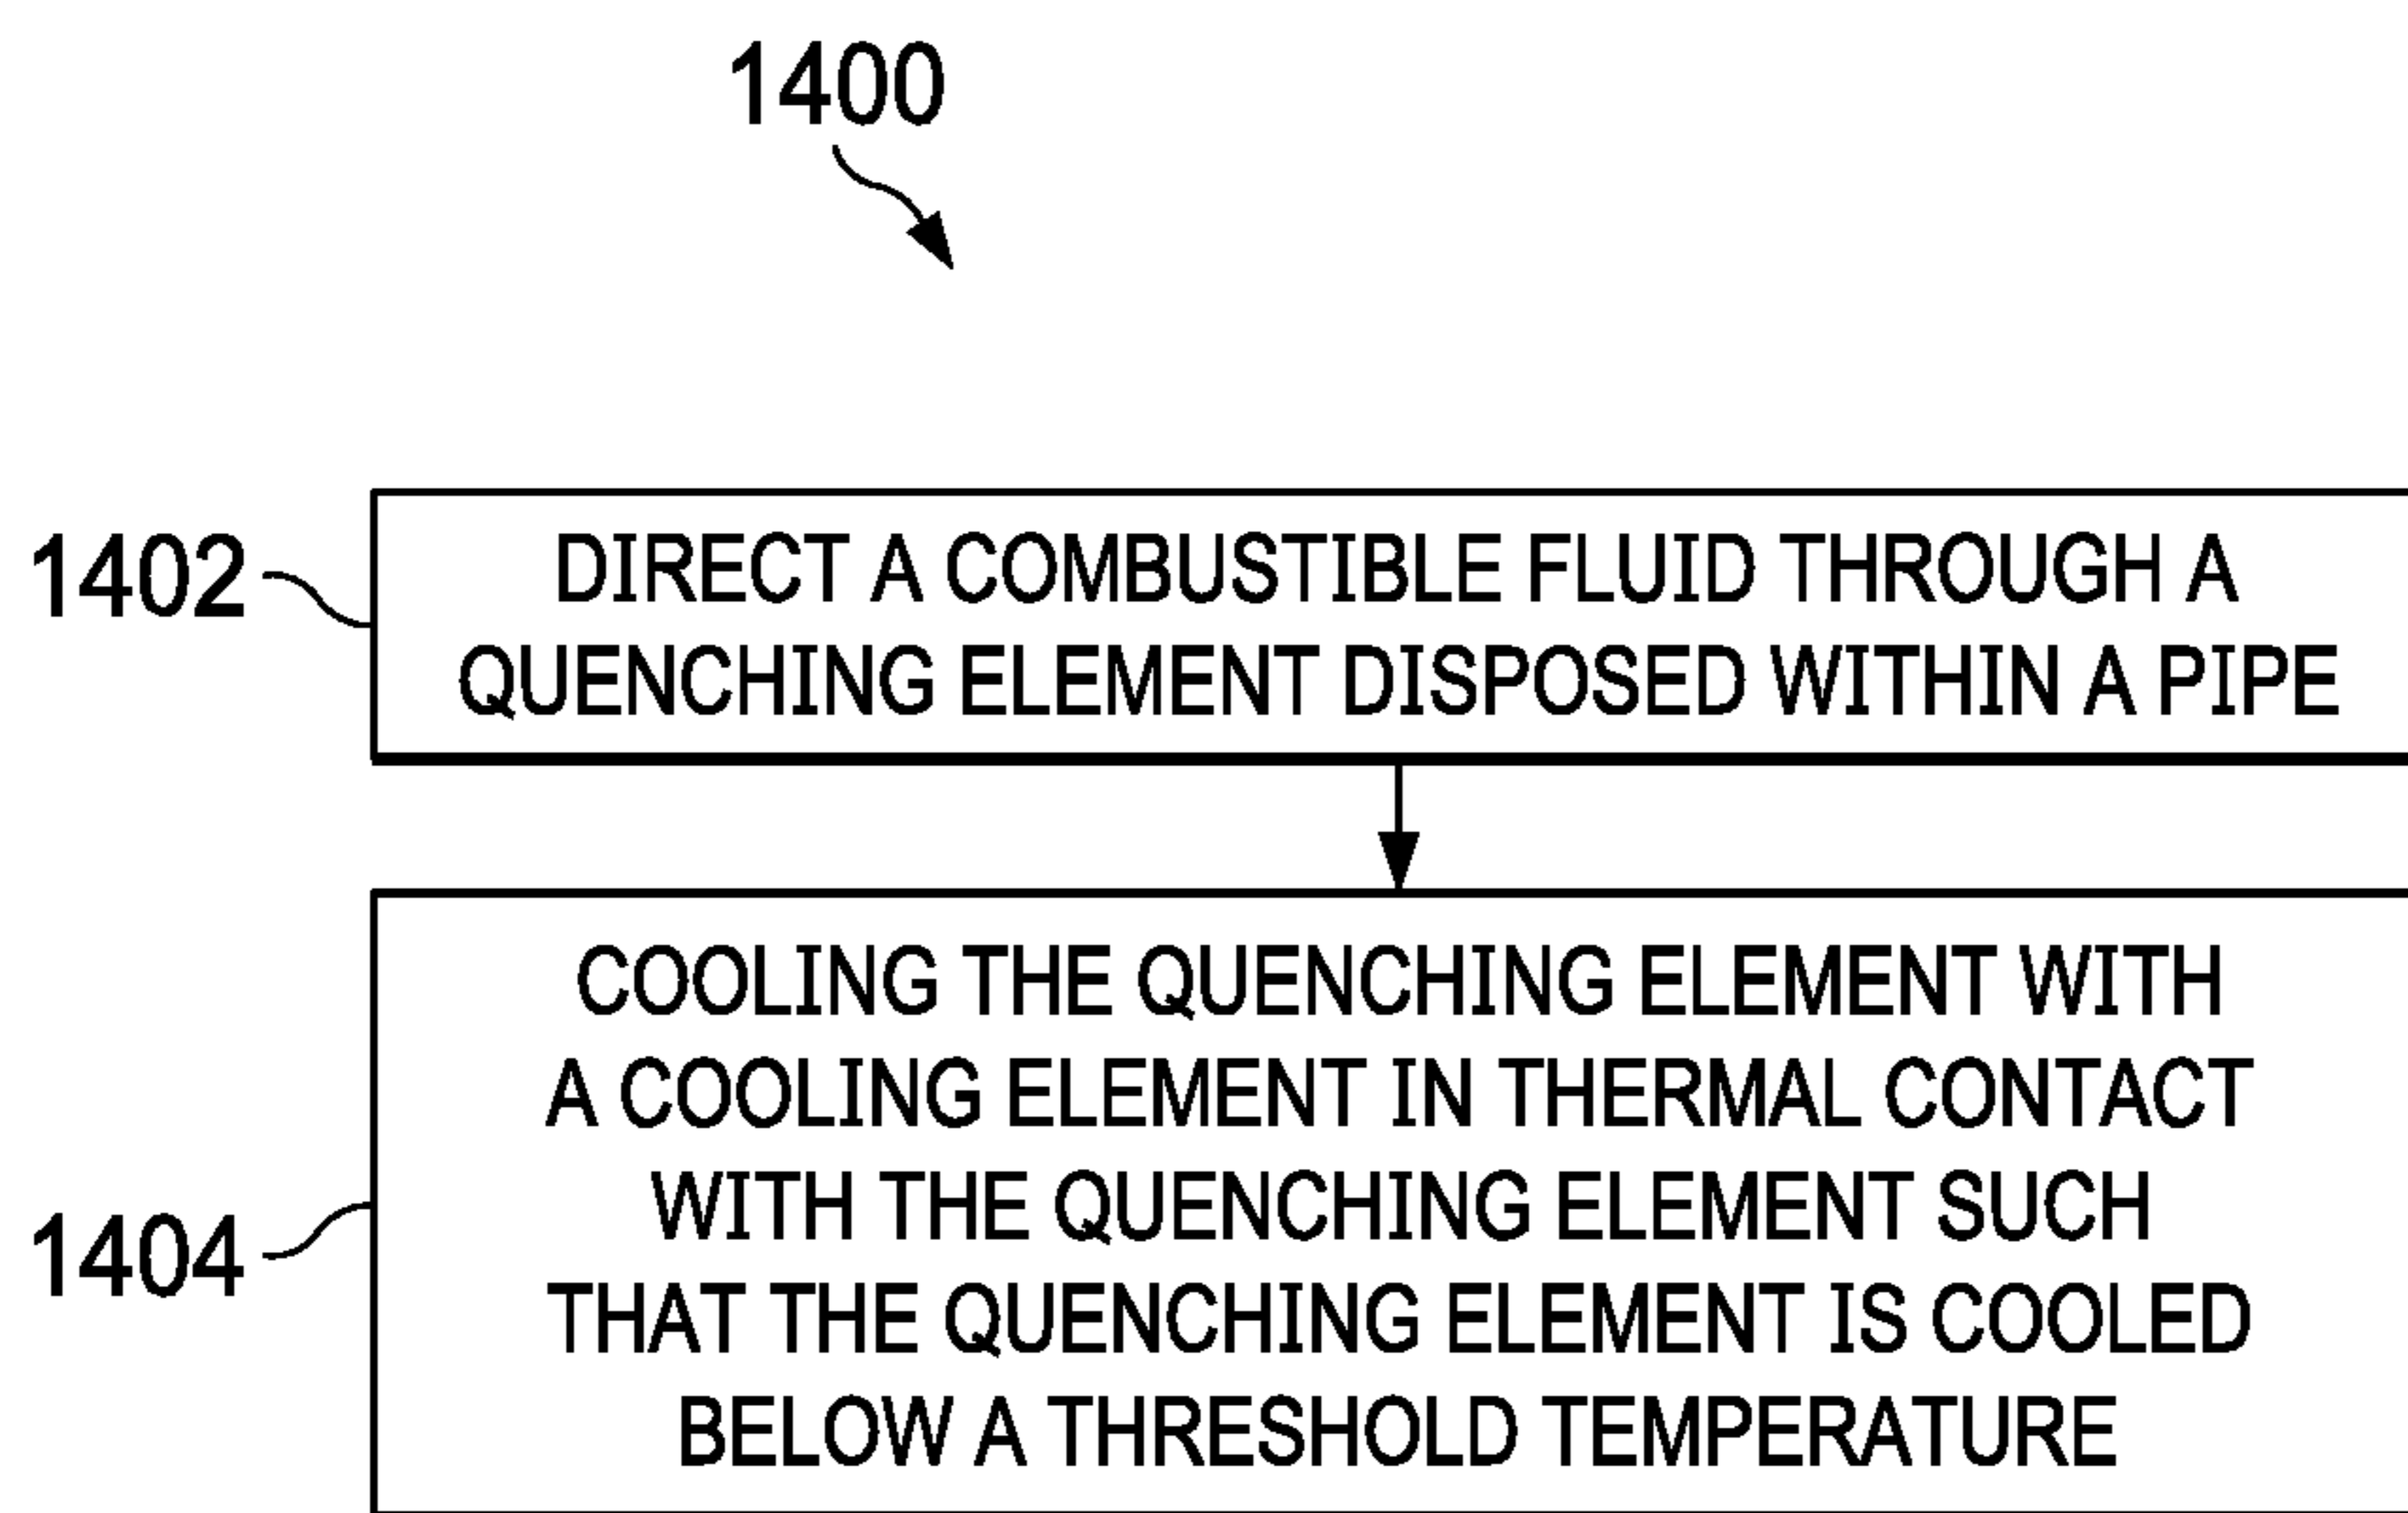 1400
1402
DIRECT A COMBUSTIBLE FLUID THROUGH A
QUENCHING ELEMENT DISPOSED WITHIN A PIPE
1404
COOLING THE QUENCHING ELEMENT WITH
A COOLING ELEMENT IN THERMAL CONTACT
WITH THE QUENCHING ELEMENT SUCH
THAT THE QUENCHING ELEMENT IS COOLED
BELOW A THRESHOLD TEMPERATURE